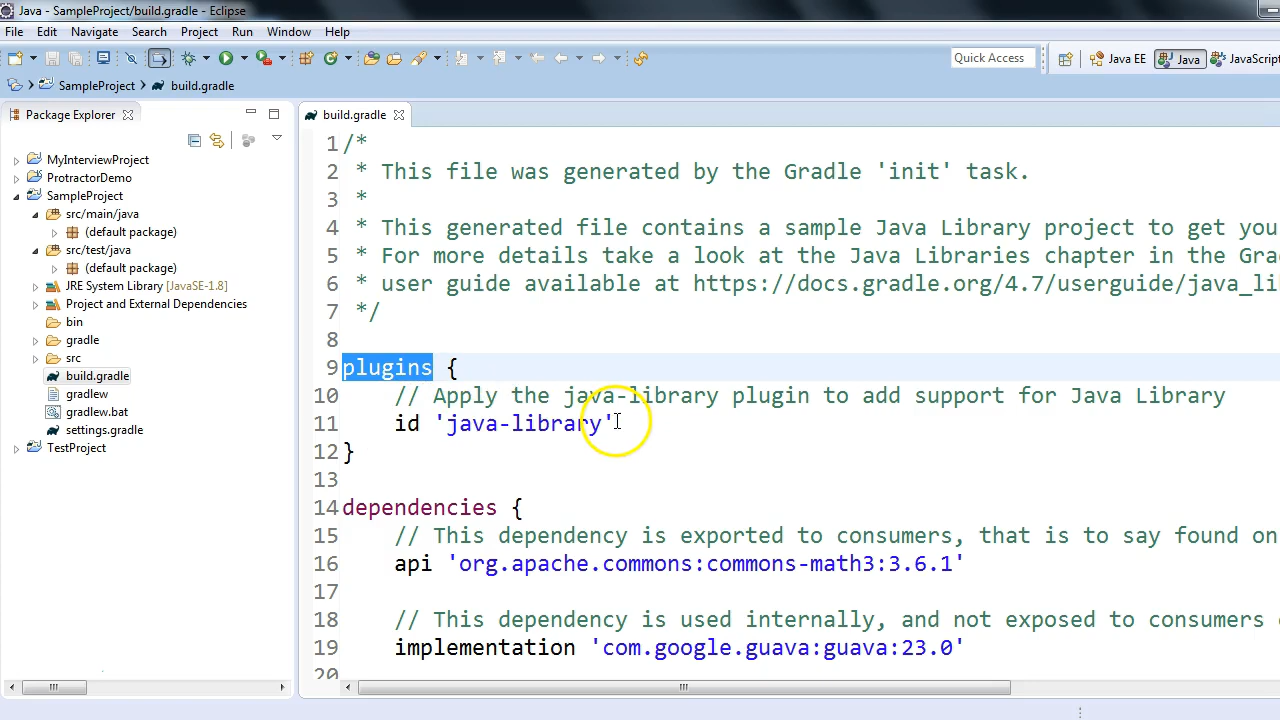 Java - SampleProject/build.gradle - Eclipse
File Edit Navigate Search Project Run Window Help
Quick Access Java EE Java JavaScript
SampleProject build.gradle
Package Explorer
MyInterviewProject
ProtractorDemo
SampleProject
src/main/java
(default package)
src/test/java
(default package)
JRE System Library [JavaSE-1.8]
Project and External Dependencies
bin
gradle
src
build.gradle
gradlew
gradlew.bat
settings.gradle
TestProject
build.gradle
1 /*
2 * This file was generated by the Gradle 'init' task.
3 *
4 * This generated file contains a sample Java Library project to get you
5 * For more details take a look at the Java Libraries chapter in the Gra
6 * user guide available at https://docs.gradle.org/4.7/userguide/java_li
7 */
8
9 plugins {
10 // Apply the java-library plugin to add support for Java Library
11 id 'java-library'
12 }
13
14 dependencies {
15 // This dependency is exported to consumers, that is to say found on
16 api 'org.apache.commons:commons-math3:3.6.1'
17
18 // This dependency is used internally, and not exposed to consumers
19 implementation 'com.google.guava:guava:23.0'
20